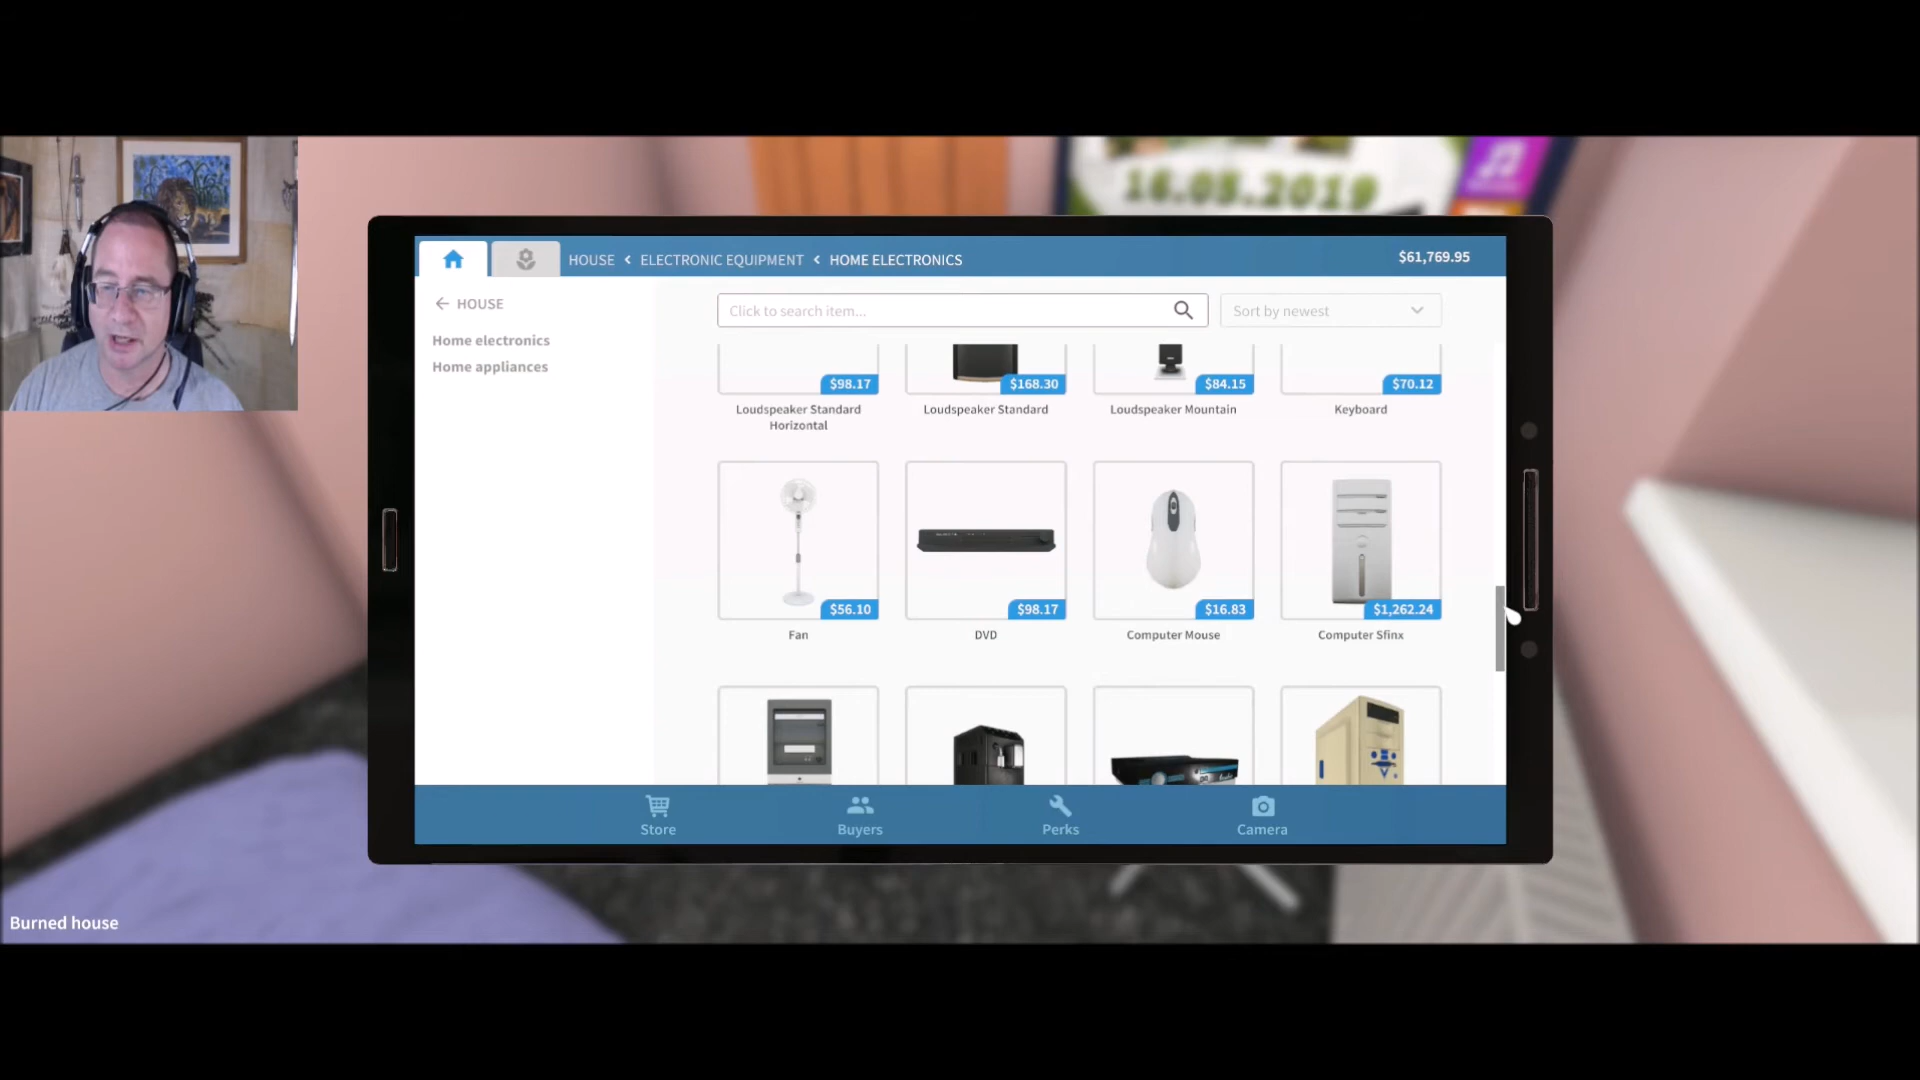 16.05.2019
HOUSE < ELECTRONIC EQUIPMENT < HOME ELECTRONICS
$61,769.95
HOUSE
Home electronics
Home appliances
Click to search item...
Sort by newest
$98.17
$168.30
$84.15
$70.12
Loudspeaker Standard
Horizontal
Loudspeaker Standard
Loudspeaker Mountain
Keyboard
$56.10
$98.17
$16.83
$1,262.24
Fan
DVD
Computer Mouse
Computer Sfinx
Store
Buyers
Perks
Camera
Burned house